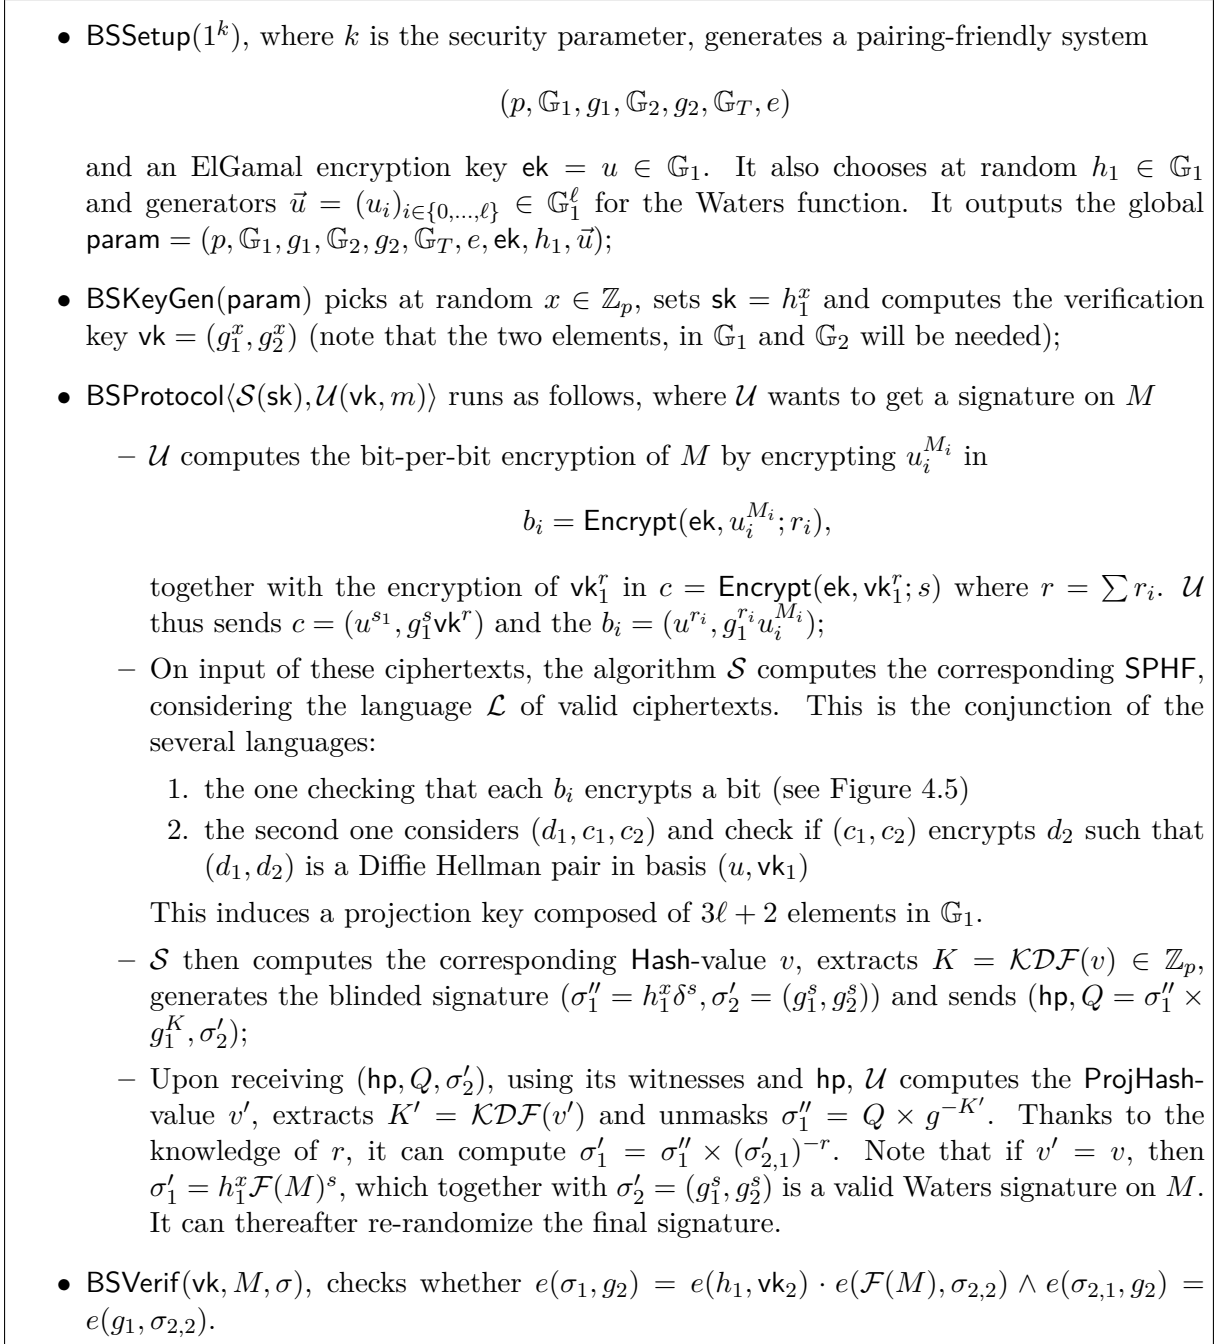 • BSSetup(1^k), where k is the security parameter, generates a pairing-friendly system
(p, 𝔾_1, g_1, 𝔾_2, g_2, 𝔾_T, e)
and an ElGamal encryption key ek = u ∈ 𝔾_1. It also chooses at random h_1 ∈ 𝔾_1
and generators \vec{u} = (u_i)_{i∈{0,...,ℓ}} ∈ 𝔾_1^ℓ for the Waters function. It outputs the global
param = (p, 𝔾_1, g_1, 𝔾_2, g_2, 𝔾_T, e, ek, h_1, \vec{u});
• BSKeyGen(param) picks at random x ∈ ℤ_p, sets sk = h_1^x and computes the verification
key vk = (g_1^x, g_2^x) (note that the two elements, in 𝔾_1 and 𝔾_2 will be needed);
• BSProtocol⟨𝒮(sk), 𝒰(vk, m)⟩ runs as follows, where 𝒰 wants to get a signature on M
– 𝒰 computes the bit-per-bit encryption of M by encrypting u_i^{M_i} in
b_i = Encrypt(ek, u_i^{M_i}; r_i),
together with the encryption of vk_1^r in c = Encrypt(ek, vk_1^r; s) where r = ∑ r_i. 𝒰
thus sends c = (u^{s_1}, g_1^s vk^r) and the b_i = (u^{r_i}, g_1^{r_i} u_i^{M_i});
– On input of these ciphertexts, the algorithm 𝒮 computes the corresponding SPHF,
considering the language ℒ of valid ciphertexts. This is the conjunction of the
several languages:
1. the one checking that each b_i encrypts a bit (see Figure 4.5)
2. the second one considers (d_1, c_1, c_2) and check if (c_1, c_2) encrypts d_2 such that
(d_1, d_2) is a Diffie Hellman pair in basis (u, vk_1)
This induces a projection key composed of 3ℓ + 2 elements in 𝔾_1.
– 𝒮 then computes the corresponding Hash-value v, extracts K = 𝒦𝒟ℱ(v) ∈ ℤ_p,
generates the blinded signature (σ_1'' = h_1^x δ^s, σ_2' = (g_1^s, g_2^s)) and sends (hp, Q = σ_1'' ×
g_1^K, σ_2');
– Upon receiving (hp, Q, σ_2'), using its witnesses and hp, 𝒰 computes the ProjHash-
value v', extracts K' = 𝒦𝒟ℱ(v') and unmasks σ_1'' = Q × g^{−K'}. Thanks to the
knowledge of r, it can compute σ_1' = σ_1'' × (σ_{2,1}')^{−r}. Note that if v' = v, then
σ_1' = h_1^x ℱ(M)^s, which together with σ_2' = (g_1^s, g_2^s) is a valid Waters signature on M.
It can thereafter re-randomize the final signature.
• BSVerif(vk, M, σ), checks whether e(σ_1, g_2) = e(h_1, vk_2) · e(ℱ(M), σ_{2,2}) ∧ e(σ_{2,1}, g_2) =
e(g_1, σ_{2,2}).